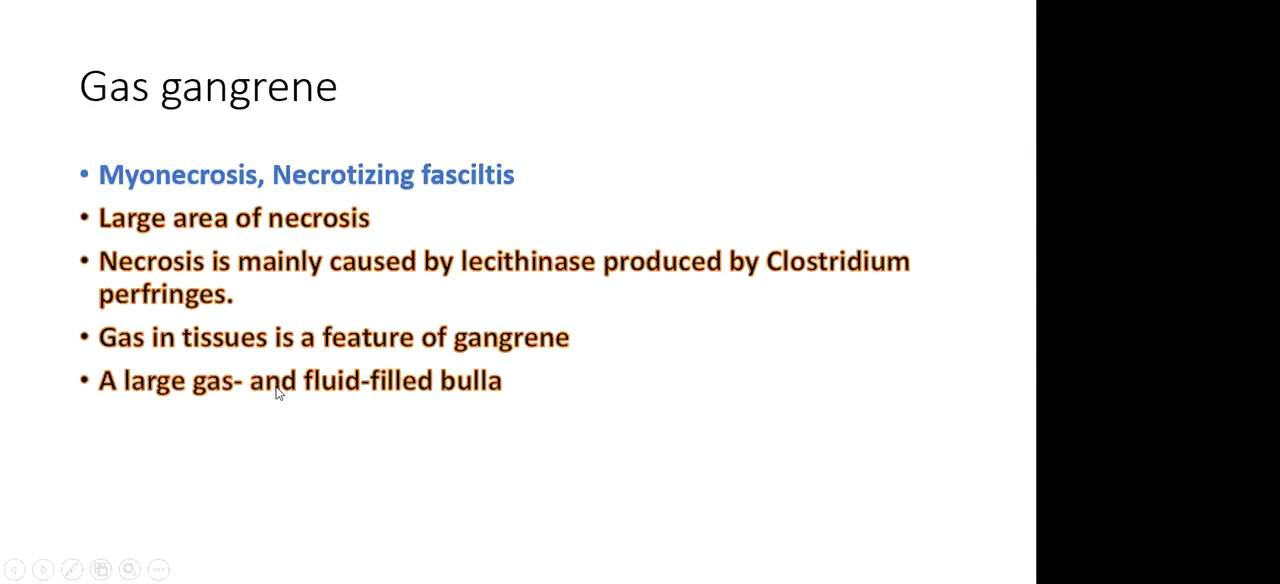 Gas gangrene
• Myonecrosis, Necrotizing fasciltis
• Large area of necrosis
• Necrosis is mainly caused by lecithinase produced by Clostridium
perfringes.
• Gas in tissues is a feature of gangrene
• A large gas- and fluid-filled bulla